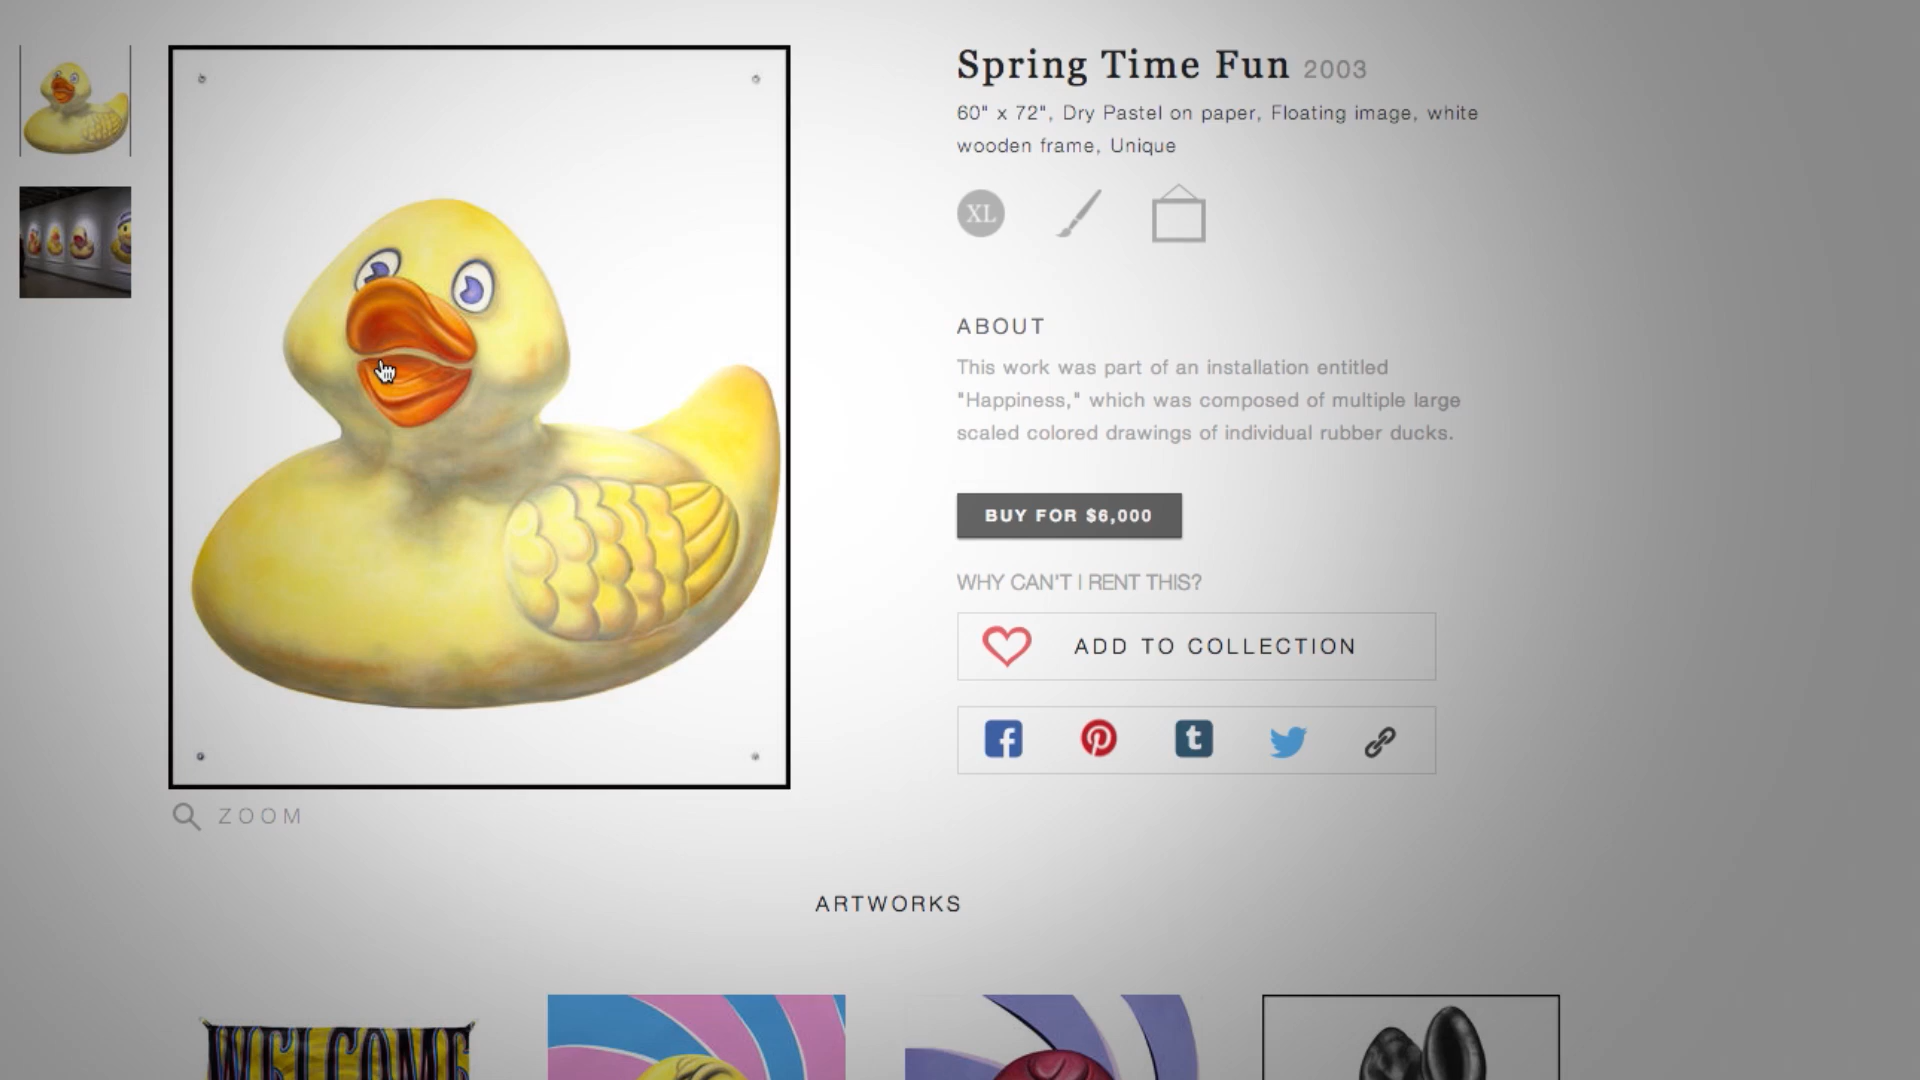 Spring Time Fun 2003
60" x 72", Dry Pastel on paper, Floating image, white
wooden frame, Unique
XL
ABOUT
This work was part of an installation entitled
"Happiness," which was composed of multiple large
scaled colored drawings of individual rubber ducks.
BUY FOR $6,000
WHY CAN'T I RENT THIS?
ADD TO COLLECTION
ZOOM
ARTWORKS
WELCOME